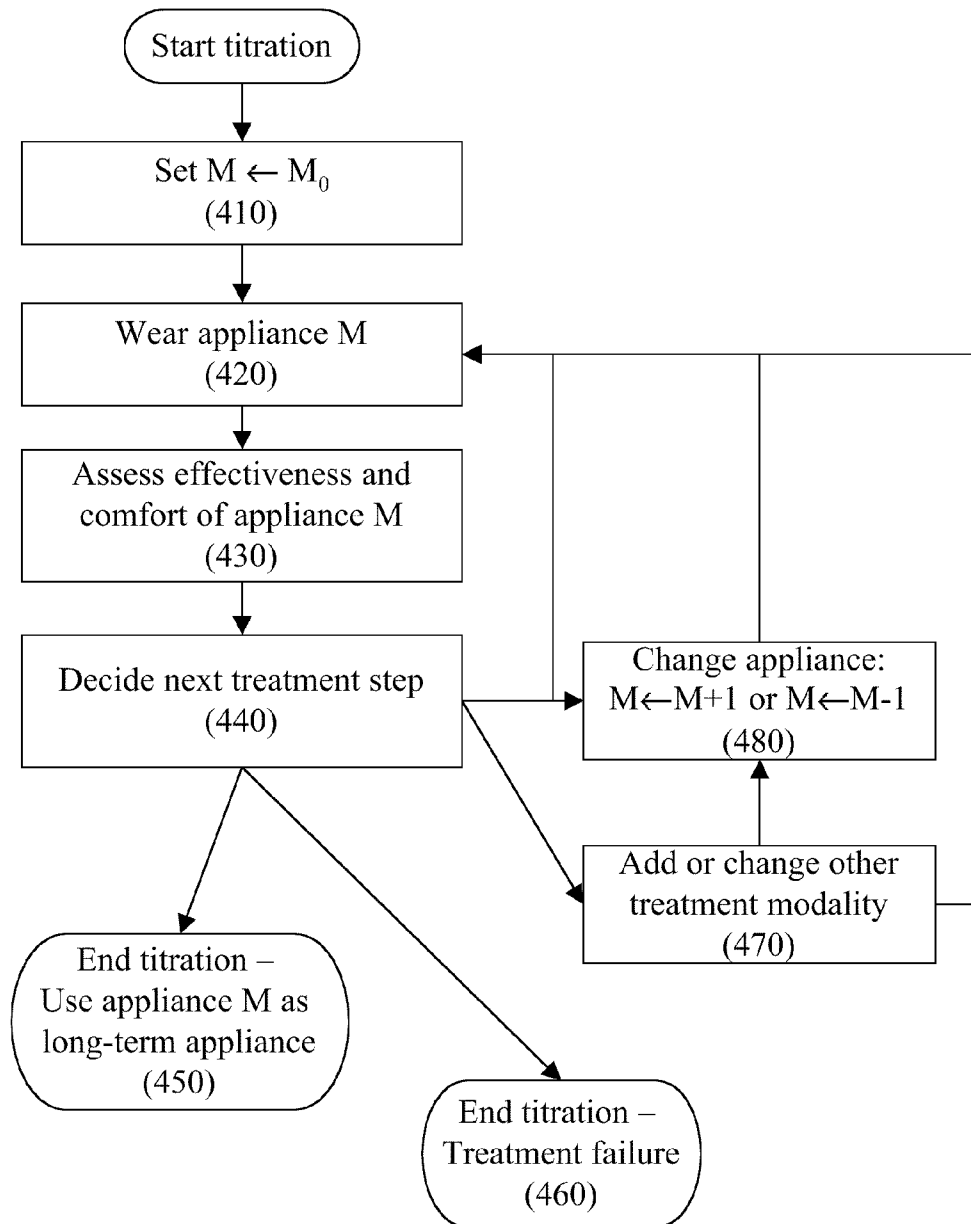 Start titration
Set M ← M₀
(410)
Wear appliance M
(420)
Assess effectiveness and
comfort of appliance M
(430)
Decide next treatment step
(440)
Change appliance:
M←M+1 or M←M-1
(480)
Add or change other
treatment modality
(470)
End titration –
Use appliance M as
long-term appliance
(450)
End titration –
Treatment failure
(460)